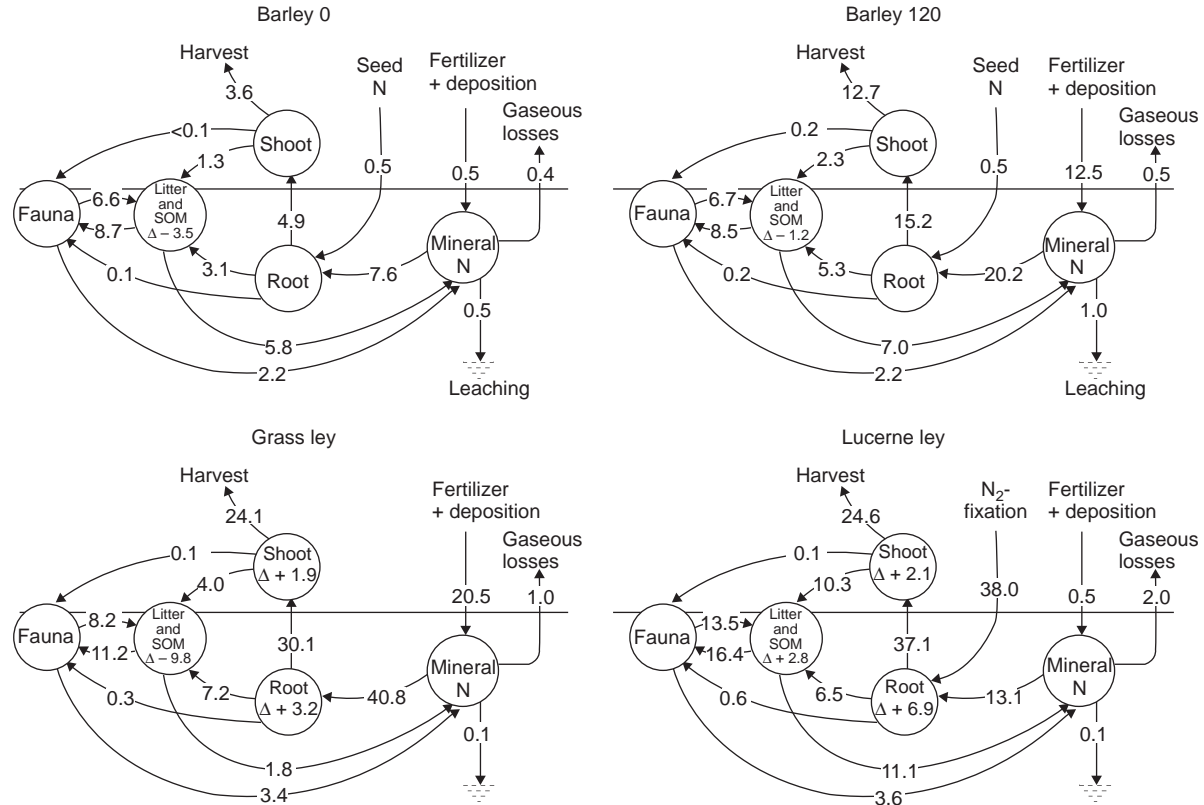 Barley 0
Harvest
Fertilizer
+ deposition
Seed
N
Gaseous
losses
3.6
<0.1
Shoot
1.3
0.5
0.5
0.4
Fauna
6.6
Litter
and
SOM
Δ – 3.5
8.7
4.9
Mineral
N
3.1
Root
7.6
0.1
0.5
5.8
2.2
Leaching
Barley 120
Harvest
Fertilizer
+ deposition
Seed
N
Gaseous
losses
12.7
0.2
Shoot
2.3
0.5
12.5
0.5
Fauna
6.7
Litter
and
SOM
Δ – 1.2
8.5
15.2
Mineral
N
5.3
Root
20.2
0.2
1.0
7.0
2.2
Leaching
Grass ley
Harvest
Fertilizer
+ deposition
Gaseous
losses
24.1
0.1
Shoot
Δ + 1.9
4.0
20.5
1.0
Fauna
8.2
Litter
and
SOM
Δ – 9.8
11.2
30.1
Mineral
N
7.2
Root
Δ + 3.2
40.8
0.3
0.1
1.8
3.4
Lucerne ley
Harvest
N2-
fixation
Fertilizer
+ deposition
Gaseous
losses
24.6
0.1
Shoot
Δ + 2.1
10.3
38.0
0.5
2.0
Fauna
13.5
Litter
and
SOM
Δ + 2.8
16.4
37.1
Mineral
N
6.5
Root
Δ + 6.9
13.1
0.6
0.1
11.1
3.6